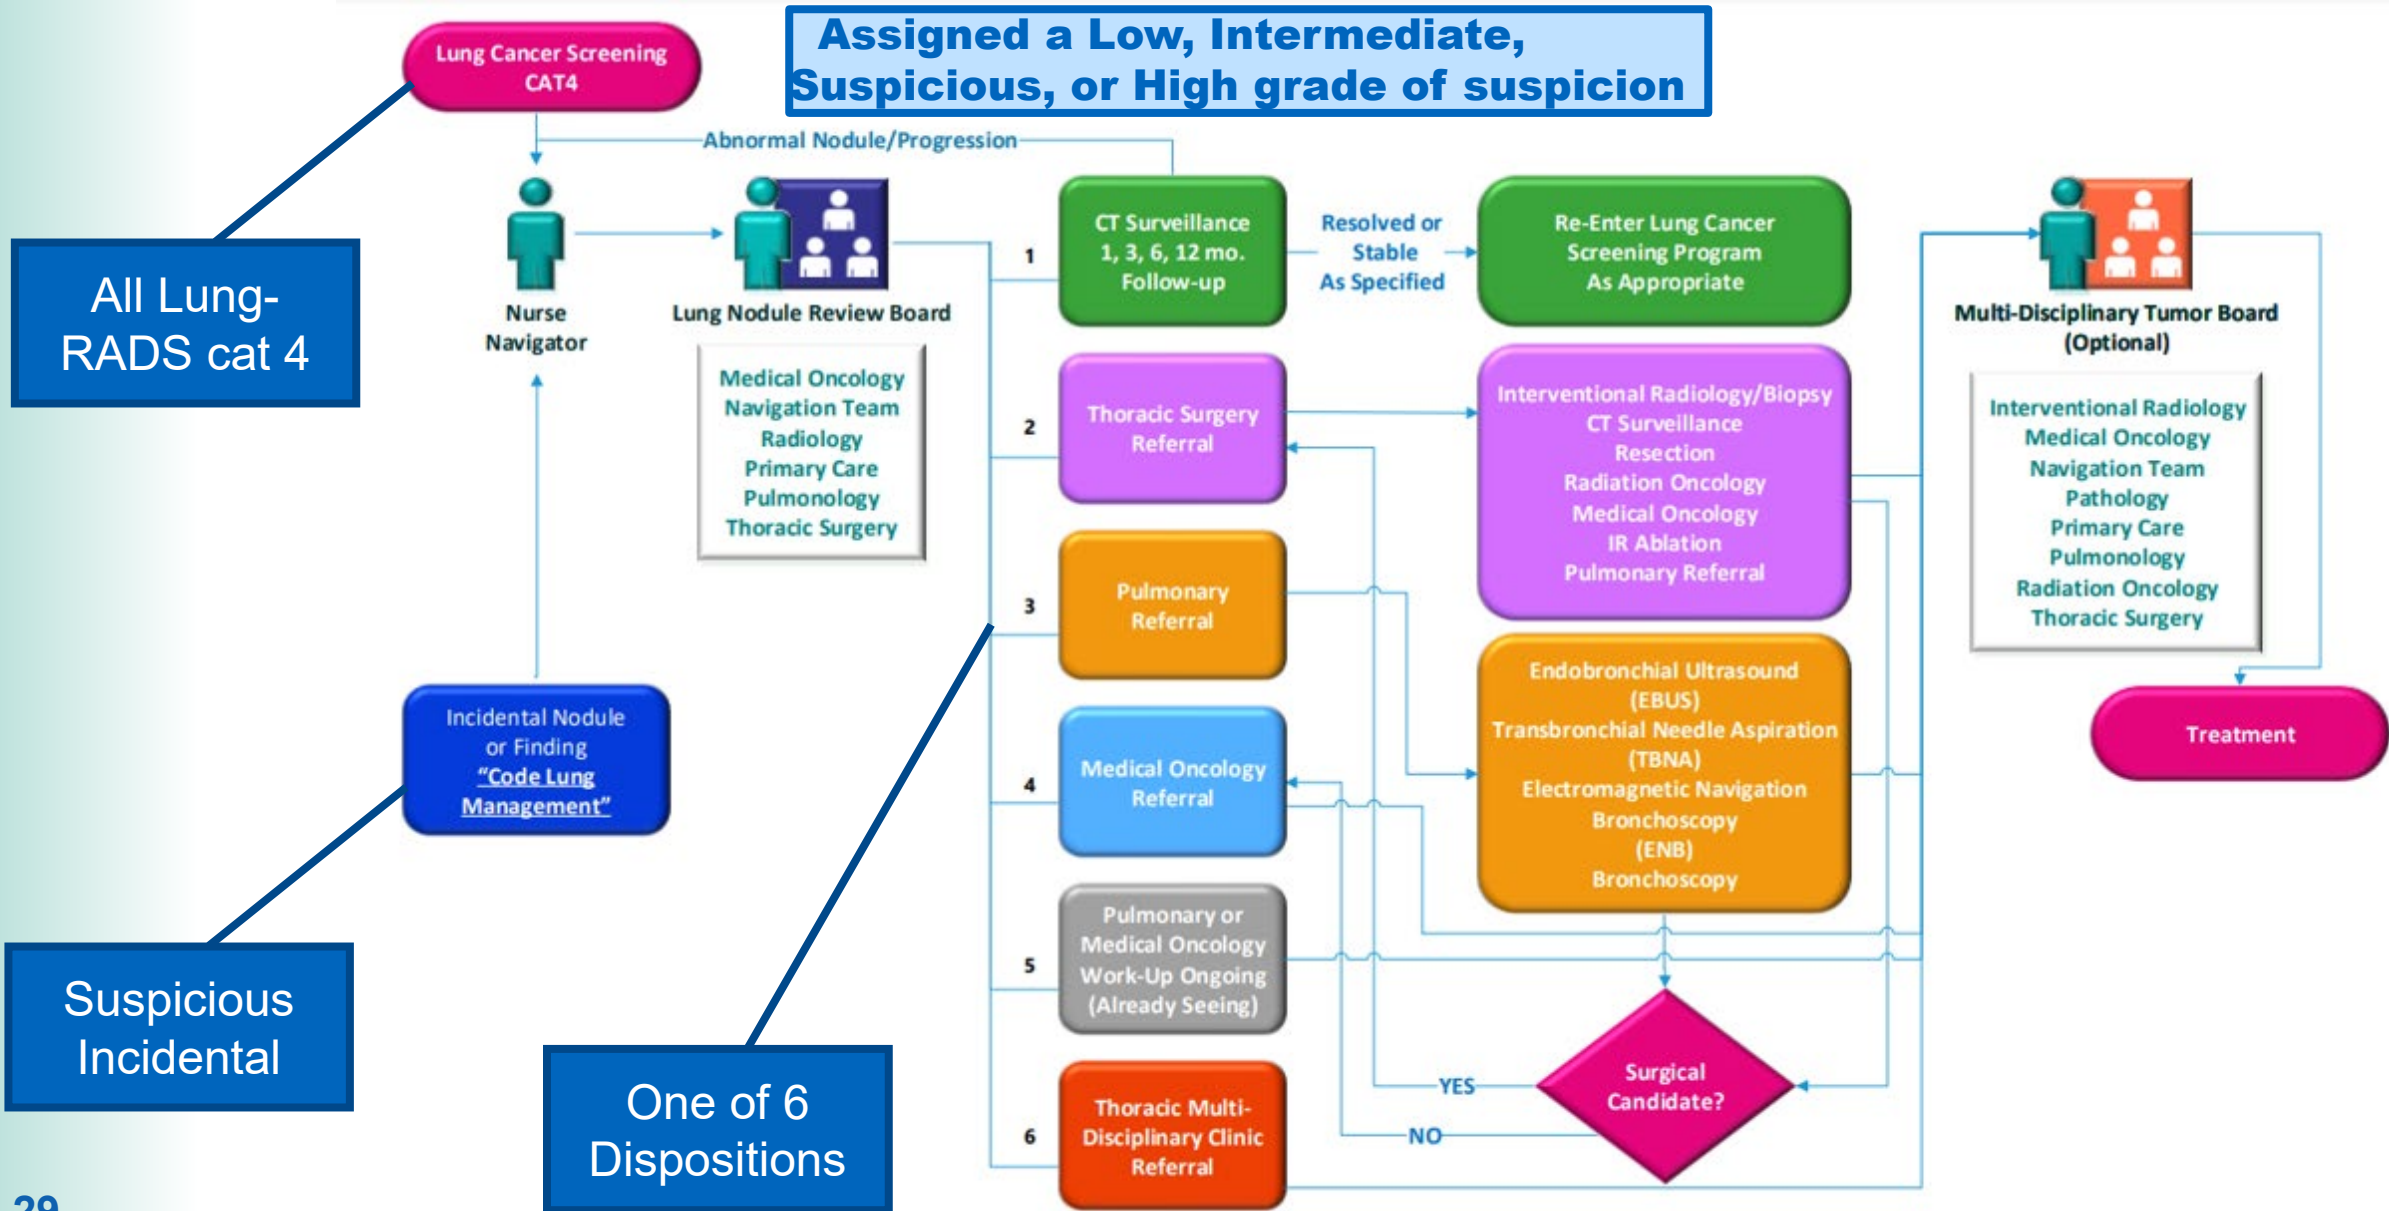 Assigned a Low, Intermediate,
Suspicious, or High grade of suspicion
Lung Cancer Screening
CAT4
Abnormal Nodule/Progression
All Lung-
RADS cat 4
Nurse
Navigator
Lung Nodule Review Board
Medical Oncology
Navigation Team
Radiology
Primary Care
Pulmonology
Thoracic Surgery
Incidental Nodule
or Finding
“Code Lung
Management”
Suspicious
Incidental
One of 6
Dispositions
1
CT Surveillance
1, 3, 6, 12 mo.
Follow-up
Resolved or
Stable
As Specified
Re-Enter Lung Cancer
Screening Program
As Appropriate
2
Thoracic Surgery
Referral
Interventional Radiology/Biopsy
CT Surveillance
Resection
Radiation Oncology
Medical Oncology
IR Ablation
Pulmonary Referral
3
Pulmonary
Referral
Endobronchial Ultrasound
(EBUS)
Transbronchial Needle Aspiration
(TBNA)
Electromagnetic Navigation
Bronchoscopy
(ENB)
Bronchoscopy
4
Medical Oncology
Referral
5
Pulmonary or
Medical Oncology
Work-Up Ongoing
(Already Seeing)
6
Thoracic Multi-
Disciplinary Clinic
Referral
YES
NO
Surgical
Candidate?
Multi-Disciplinary Tumor Board
(Optional)
Interventional Radiology
Medical Oncology
Navigation Team
Pathology
Primary Care
Pulmonology
Radiation Oncology
Thoracic Surgery
Treatment
29